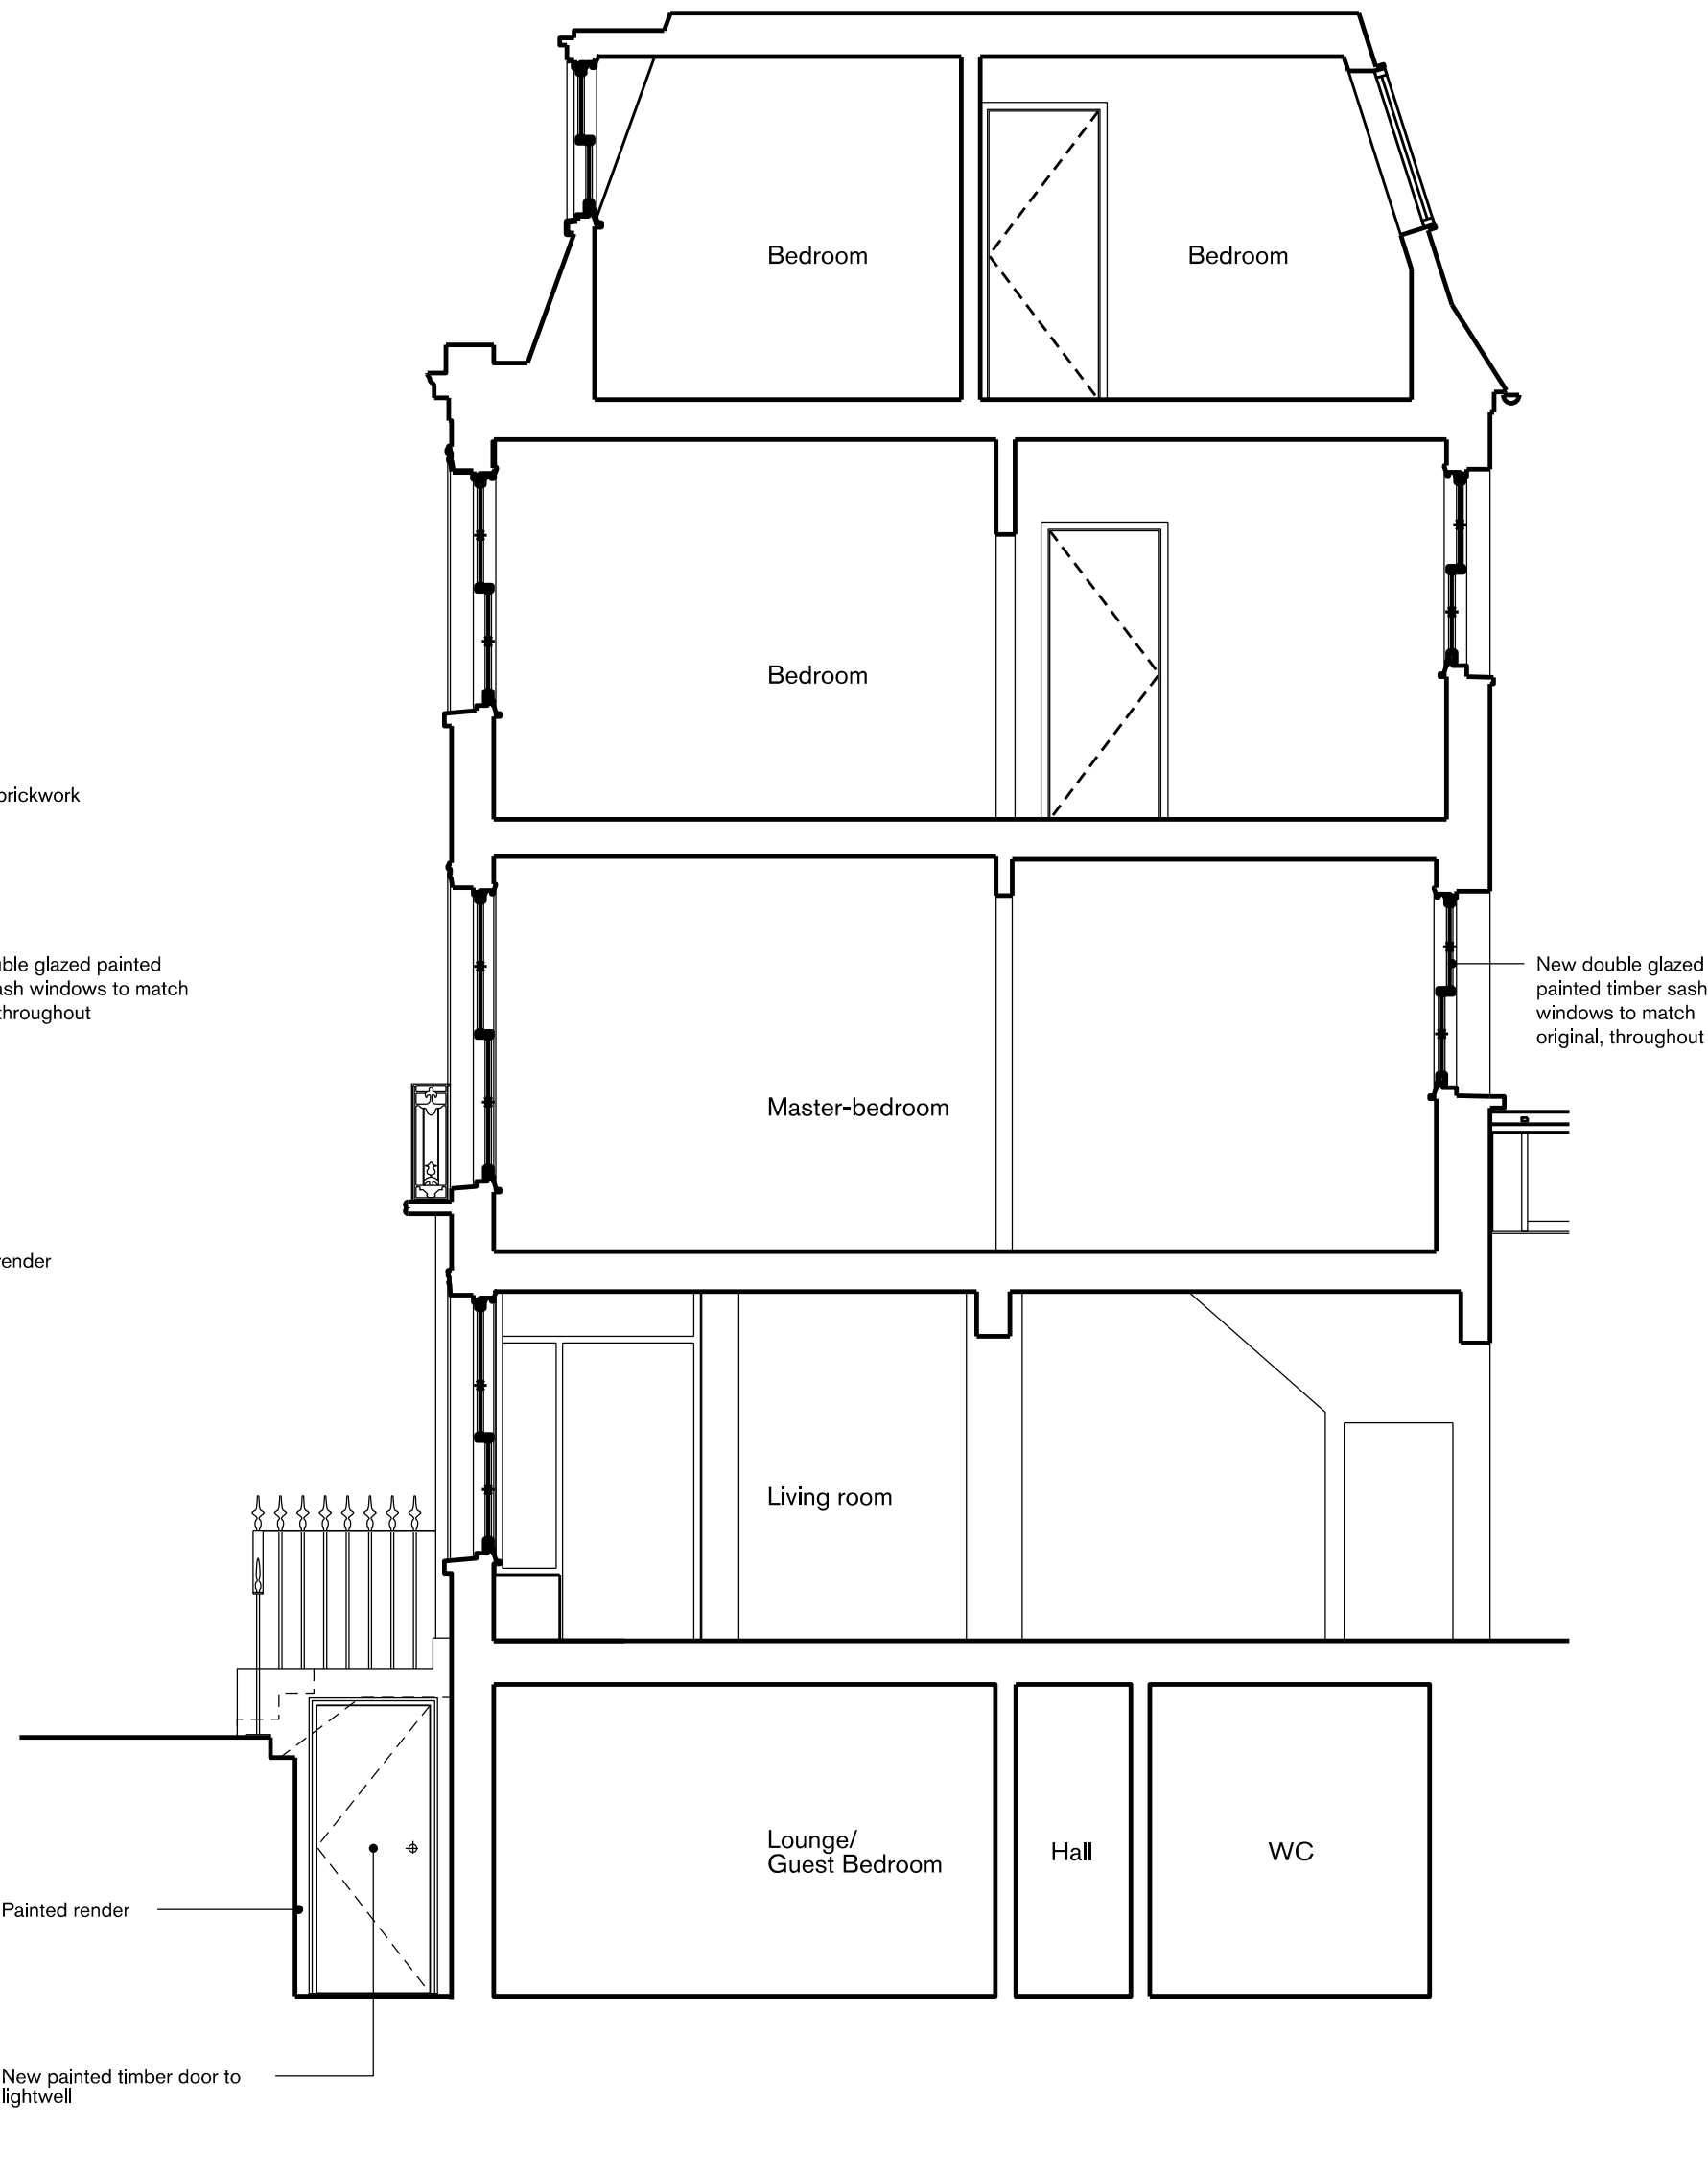 Bedroom
Bedroom
Bedroom
brickwork
glazed painted
windows to match
throughout
New double glazed
painted timber sash
windows to match
original, throughout
Master-bedroom
render
Living room
Lounge/
Guest Bedroom
Hall
WC
Painted render
New painted timber door to
lightwell